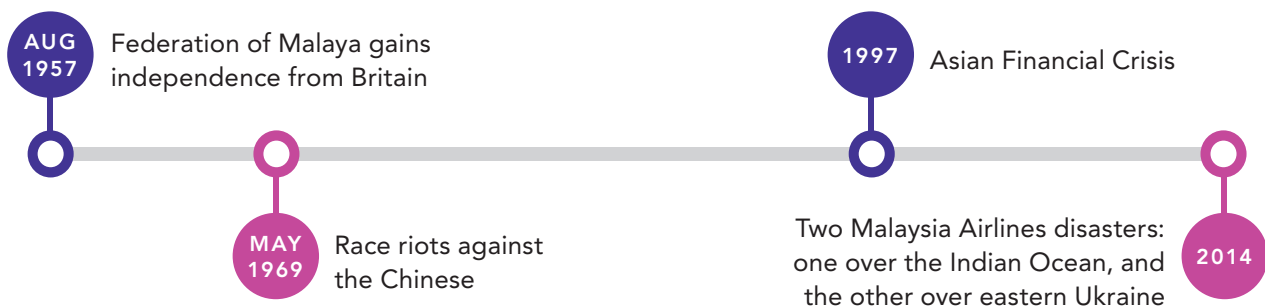 AUG
1957
Federation of Malaya gains
independence from Britain
MAY
1969
Race riots against
the Chinese
1997
Asian Financial Crisis
Two Malaysia Airlines disasters:
one over the Indian Ocean, and
the other over eastern Ukraine
2014